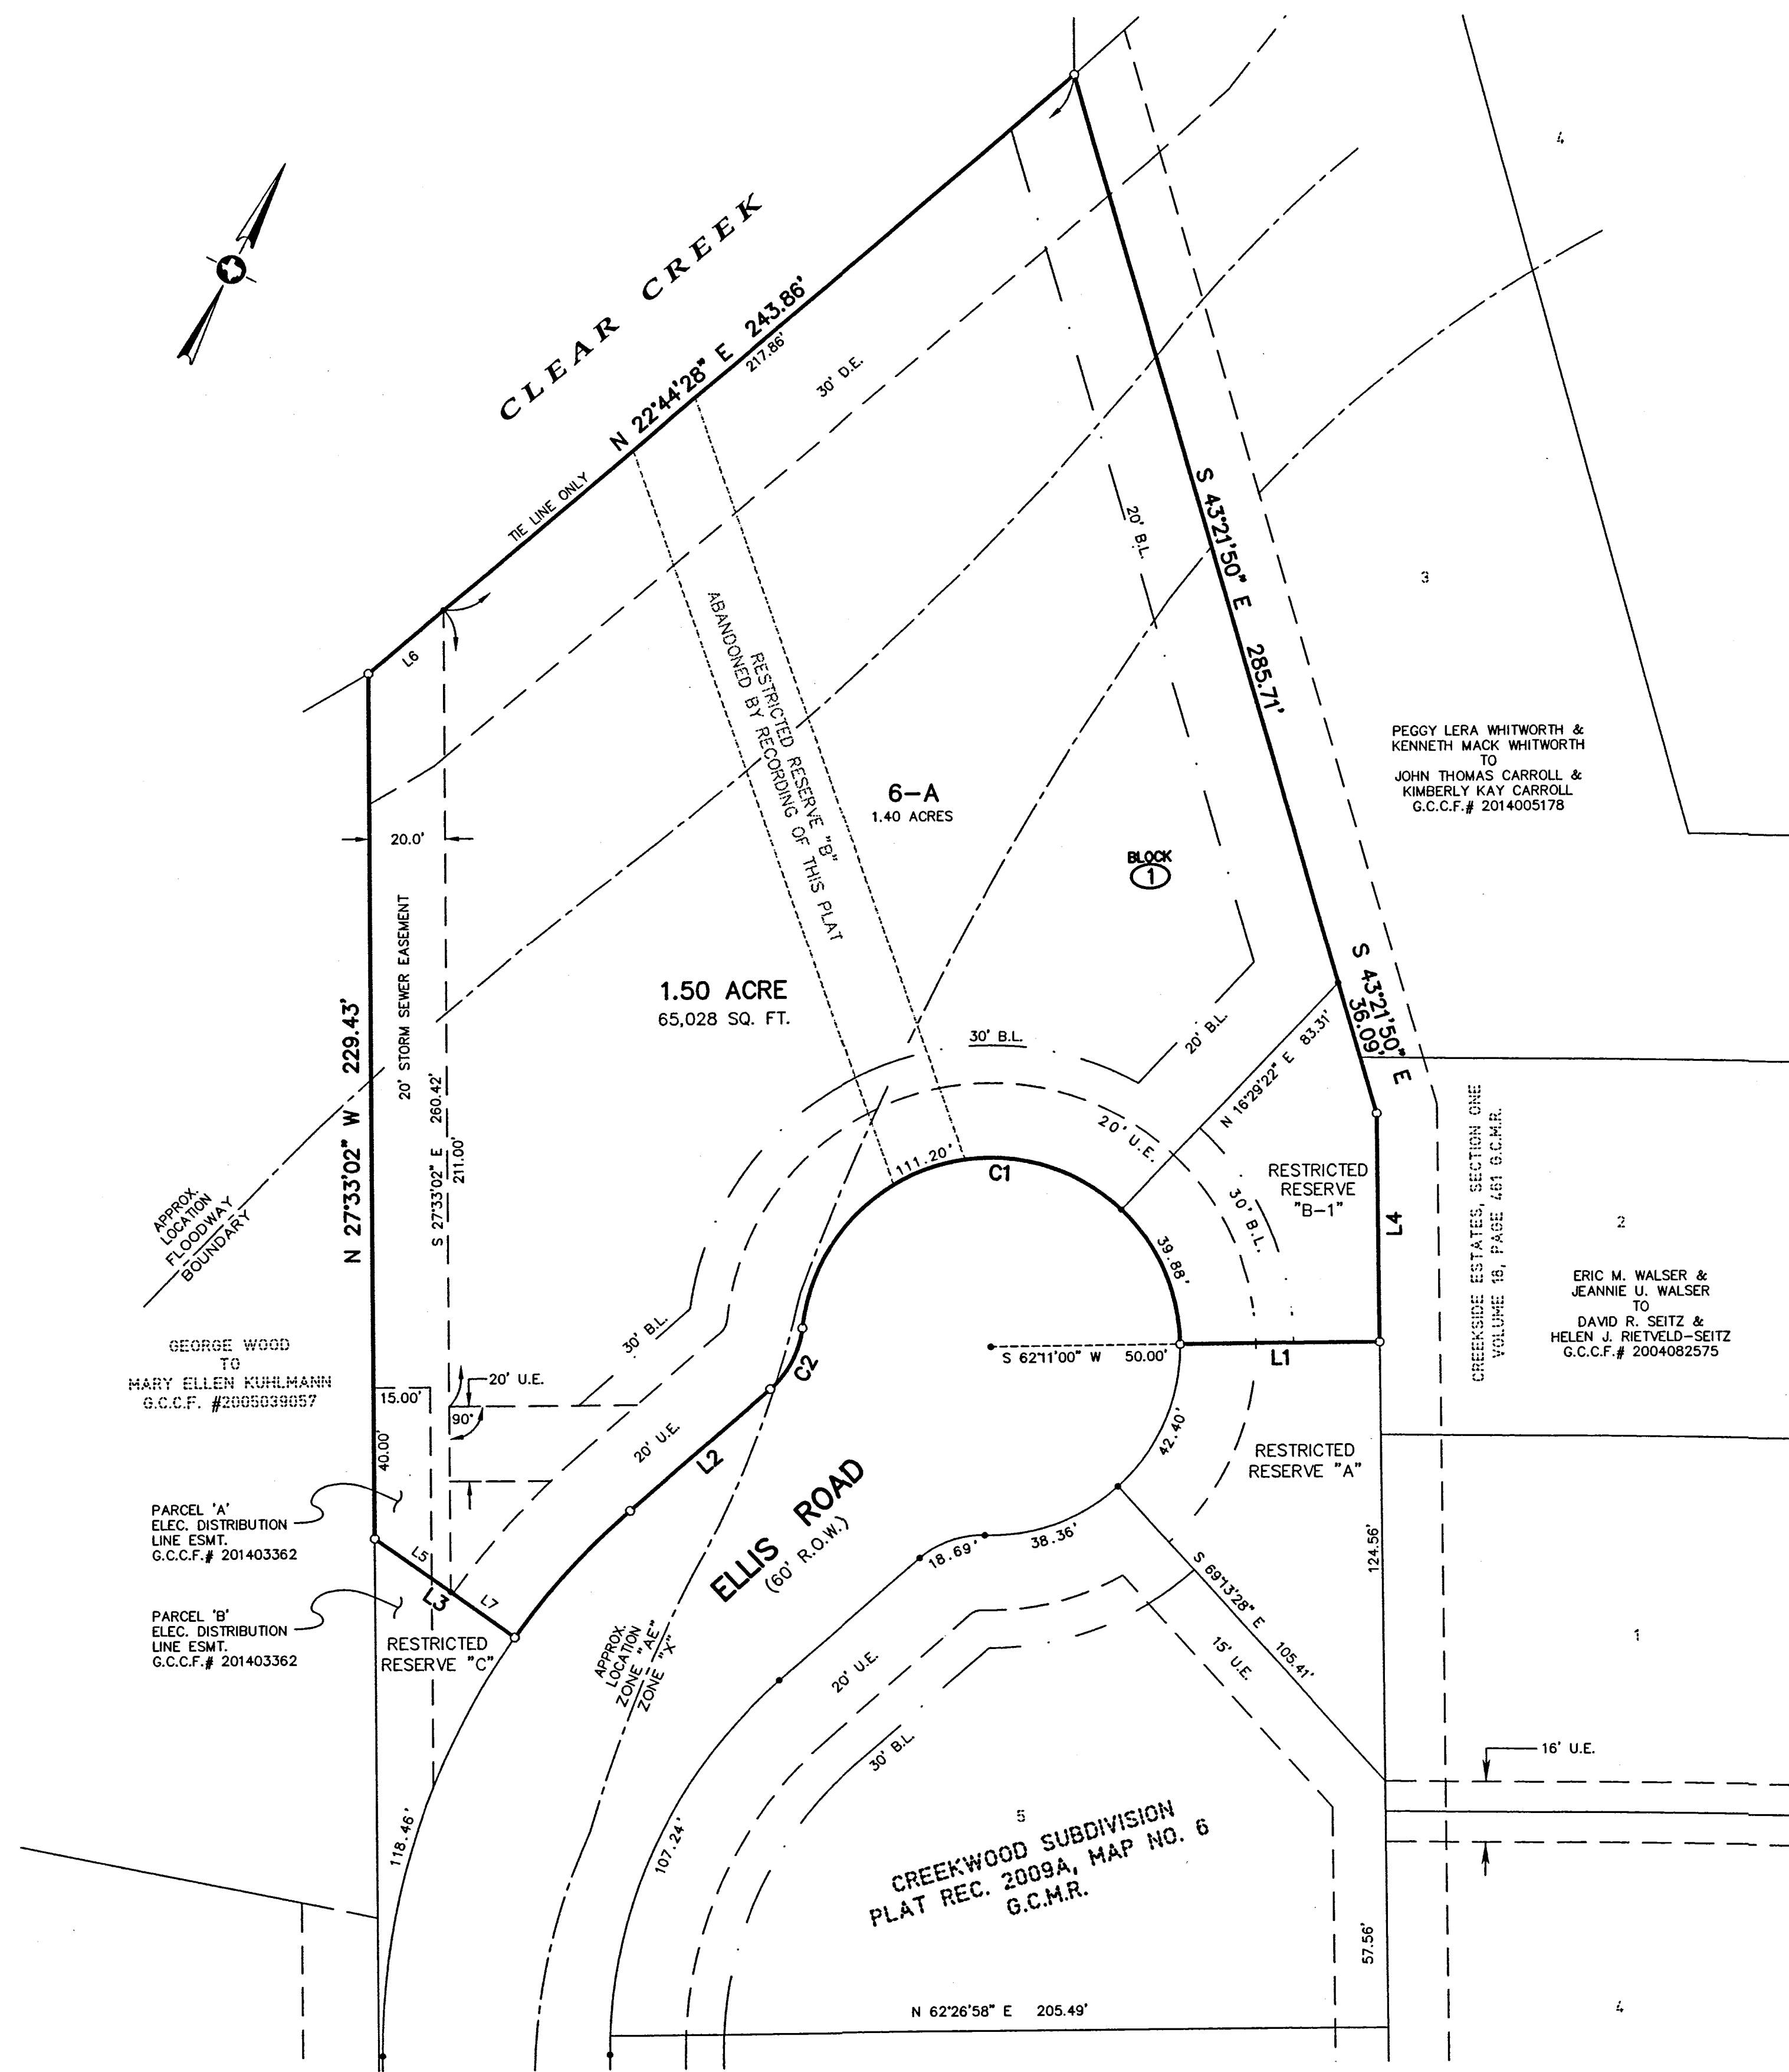 4
CLEAR CREEK
N 22°44'28" E 243.86'
217.86'
30' D.E.
TIE LINE ONLY
L6
S 43°21'50" E 285.71'
20' B.L.
3
RESTRICTED RESERVE "B"
ABANDONED BY RECORDING OF THIS PLAT
PEGGY LERA WHITWORTH &
KENNETH MACK WHITWORTH
TO
JOHN THOMAS CARROLL &
KIMBERLY KAY CARROLL
G.C.C.F.# 2014005178
6-A
1.40 ACRES
20.0'
BLOCK
1
20' STORM SEWER EASEMENT
1.50 ACRE
65,028 SQ. FT.
N 27°33'02" W 229.43'
S 27°33'02" E 260.42'
211.00'
30' B.L.
20' B.L.
N 16°29'22" E 83.31'
S 43°21'50" E
36.09'
20' U.E.
111.20'
C1
RESTRICTED
RESERVE
"B-1"
30' B.L.
39.88'
L4
CREEKSIDE ESTATES, SECTION ONE
VOLUME 18, PAGE 461 G.C.M.R.
2
APPROX.
LOCATION
FLOODWAY
BOUNDARY
ERIC M. WALSER &
JEANNIE U. WALSER
TO
DAVID R. SEITZ &
HELEN J. RIETVELD-SEITZ
G.C.C.F.# 2004082575
GEORGE WOOD
TO
MARY ELLEN KUHLMANN
G.C.C.F. #2005039057
30' B.L.
C2
S 62°11'00" W 50.00'
L1
15.00'
20' U.E.
90°
40.00'
20' U.E.
L2
42.40'
RESTRICTED
RESERVE "A"
PARCEL 'A'
ELEC. DISTRIBUTION
LINE ESMT.
G.C.C.F.# 201403362
L5
L3
L7
ELLIS ROAD
(60' R.O.W.)
18.69'
38.36'
124.56'
S 69°13'28" E 105.41'
PARCEL 'B'
ELEC. DISTRIBUTION
LINE ESMT.
G.C.C.F.# 201403362
RESTRICTED
RESERVE "C"
APPROX.
LOCATION
ZONE "AE"
ZONE "X"
20' U.E.
15' U.E.
1
30' B.L.
16' U.E.
118.46'
107.24'
5
CREEKWOOD SUBDIVISION
PLAT REC. 2009A, MAP NO. 6
G.C.M.R.
57.56'
N 62°26'58" E 205.49'
4